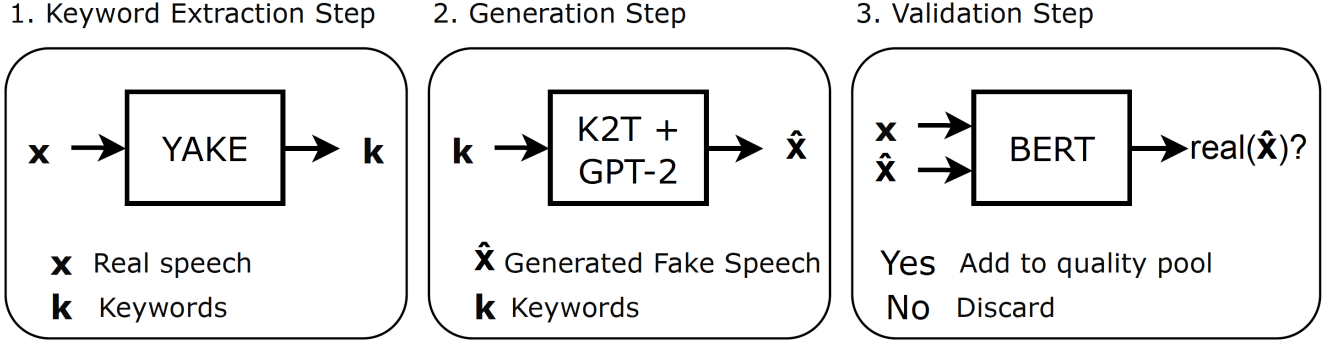 1. Keyword Extraction Step
x
YAKE
k
x Real speech
k Keywords
2. Generation Step
k
K2T +
GPT-2
x̂
x̂ Generated Fake Speech
k Keywords
3. Validation Step
x
x̂
BERT
real(x̂)?
Yes Add to quality pool
No Discard